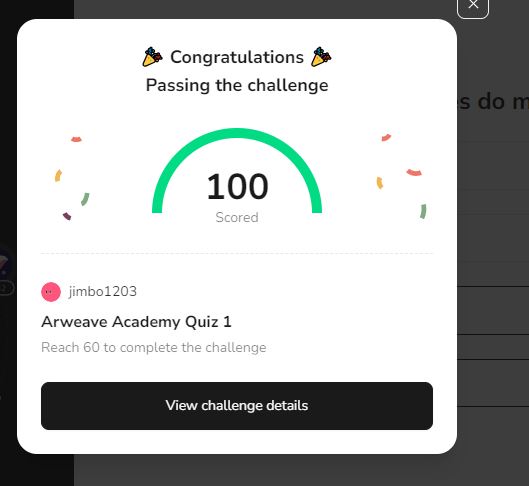 Congratulations
Passing the challenge
es do m
100
Scored
jimbo1203
Arweave Academy Quiz 1
Reach 60 to complete the challenge
View challenge details